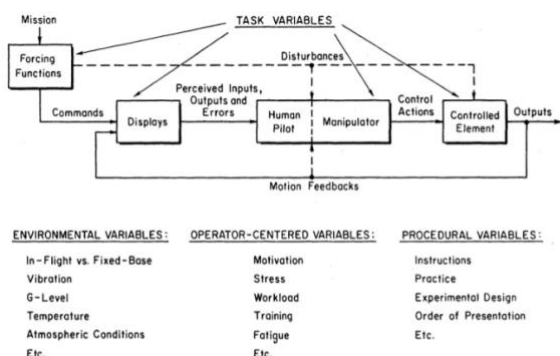 Mission
TASK VARIABLES
Forcing
Functions
Disturbances
Commands
Perceived Inputs,
Outputs and
Errors
Control
Actions
Displays
Human
Pilot
Manipulator
Controlled
Element
Outputs
Motion Feedbacks
ENVIRONMENTAL VARIABLES:
In-Flight vs. Fixed-Base
Vibration
G-Level
Temperature
Atmospheric Conditions
Etc.
OPERATOR-CENTERED VARIABLES:
Motivation
Stress
Workload
Training
Fatigue
Etc.
PROCEDURAL VARIABLES:
Instructions
Practice
Experimental Design
Order of Presentation
Etc.